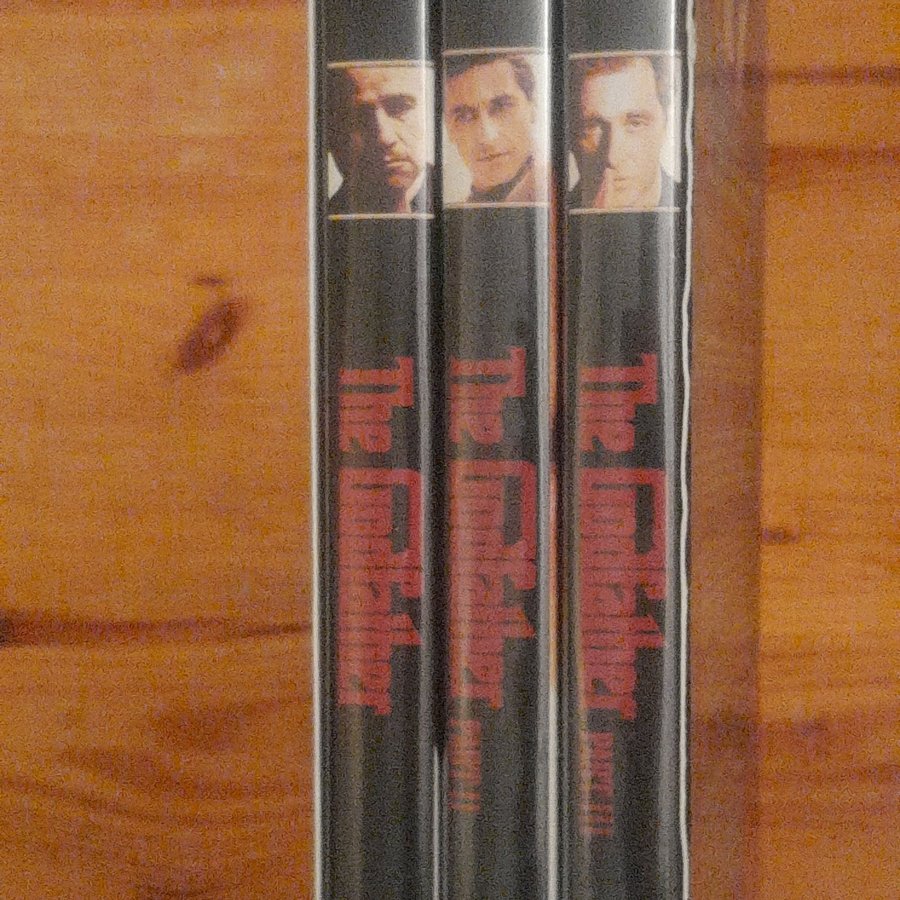 The Godfather
The Godfather PART II
The Godfather PART III